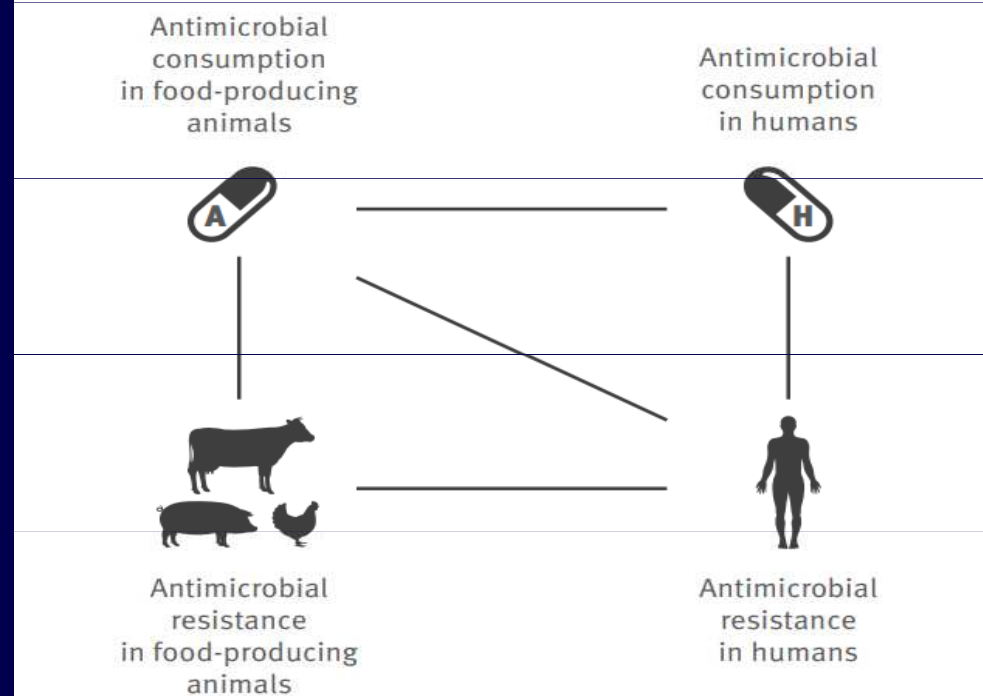 Antimicrobial
consumption
in food-producing
animals
Antimicrobial
consumption
in humans
A
H
Antimicrobial
resistance
in food-producing
animals
Antimicrobial
resistance
in humans